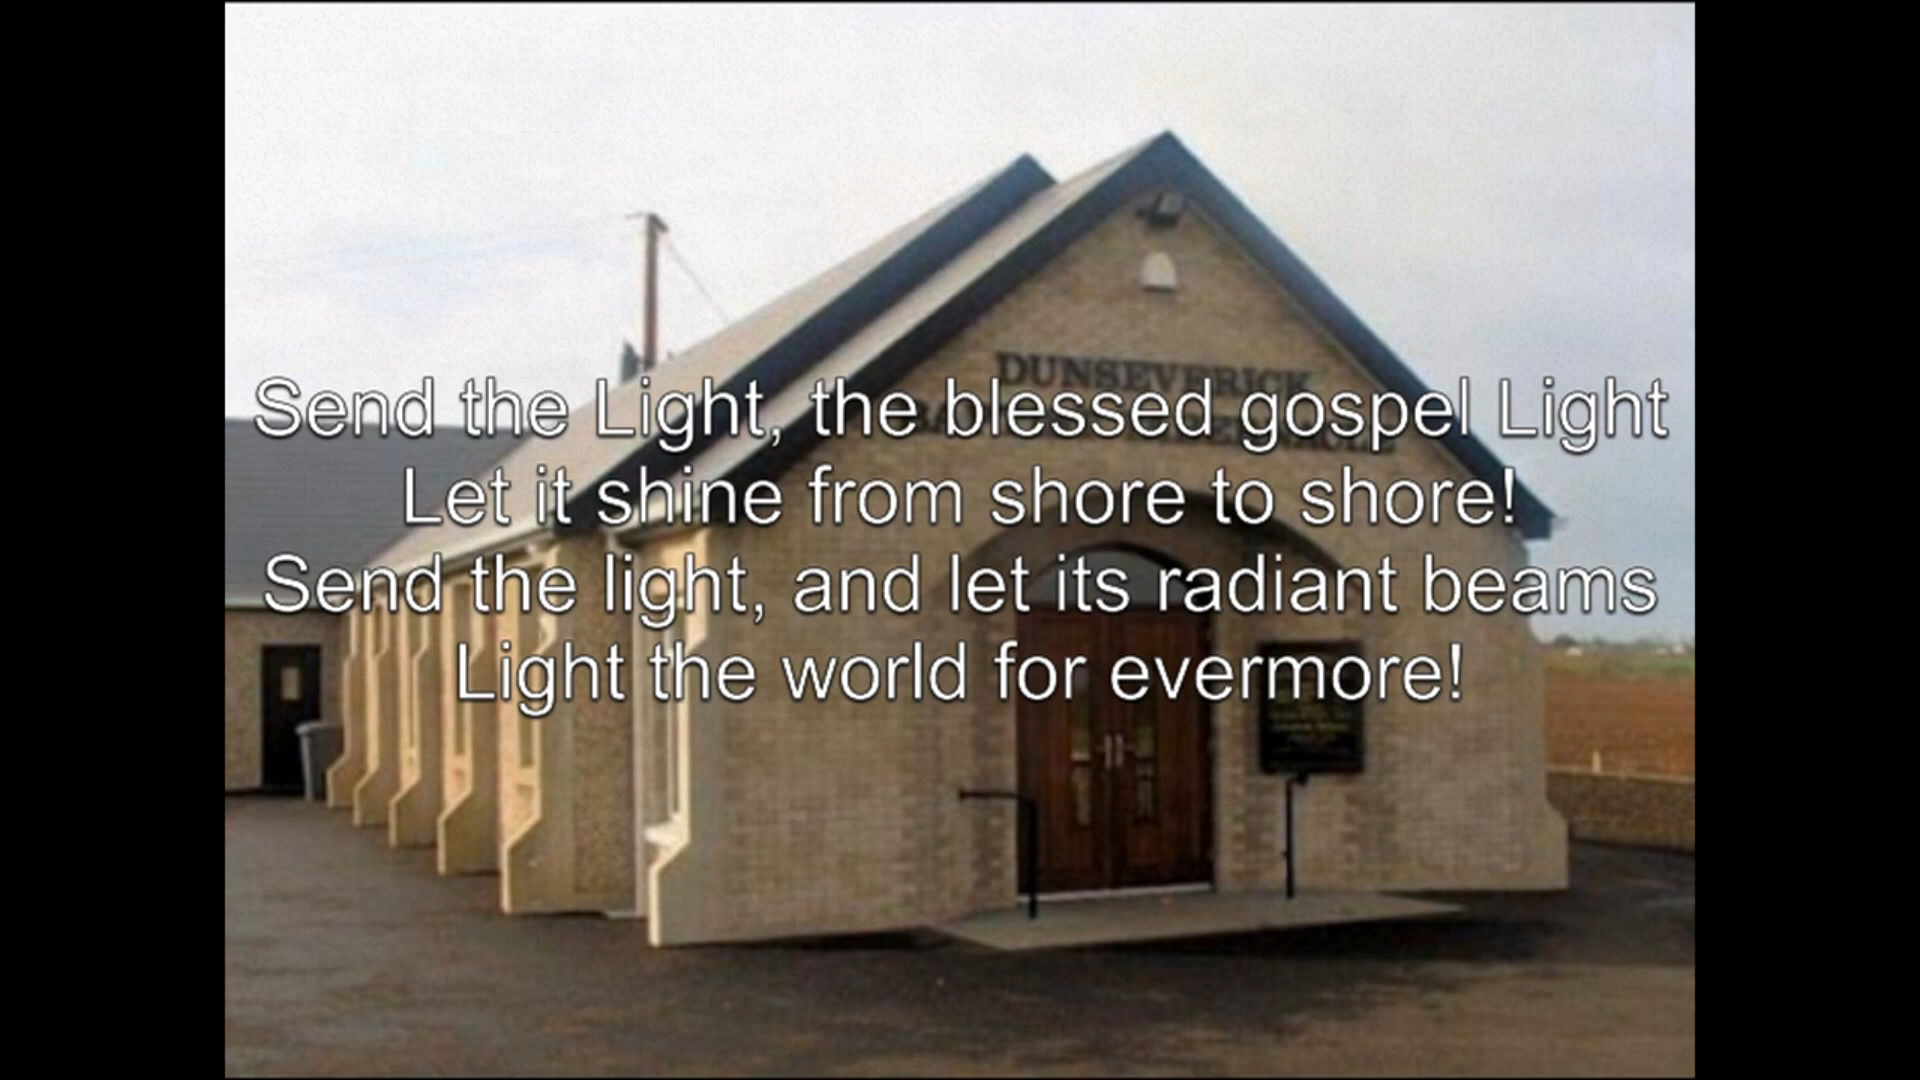 DUNSEVERICK
Send the Light, the blessed gospel Light
Let it shine from shore to shore!
Send the light, and let its radiant beams
Light the world for evermore!